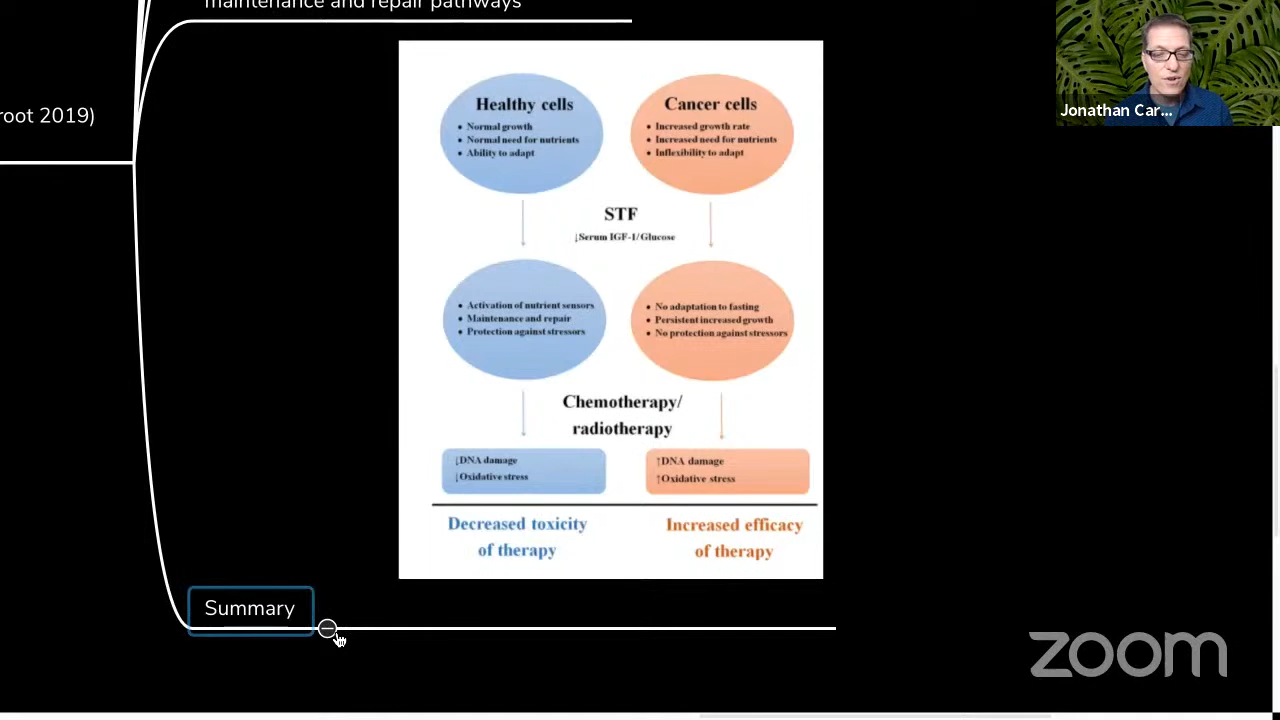 maintenance and repair pathways
root 2019)
Jonathan Car...
Healthy cells
• Normal growth
• Normal need for nutrients
• Ability to adapt
Cancer cells
• Increased growth rate
• Increased need for nutrients
• Inflexibility to adapt
STF
↓Serum IGF-1/Glucose
• Activation of nutrient sensors
• Maintenance and repair
• Protection against stressors
• No adaptation to fasting
• Persistent increased growth
• No protection against stressors
Chemotherapy/
radiotherapy
↓DNA damage
↓Oxidative stress
↑DNA damage
↑Oxidative stress
Decreased toxicity
of therapy
Increased efficacy
of therapy
Summary
zoom